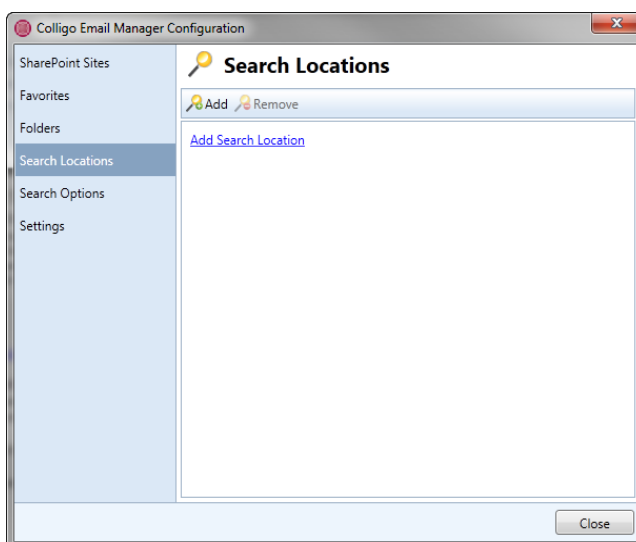 Colligo Email Manager Configuration
SharePoint Sites
Favorites
Folders
Search Locations
Search Options
Settings
Search Locations
Add Remove
Add Search Location
Close